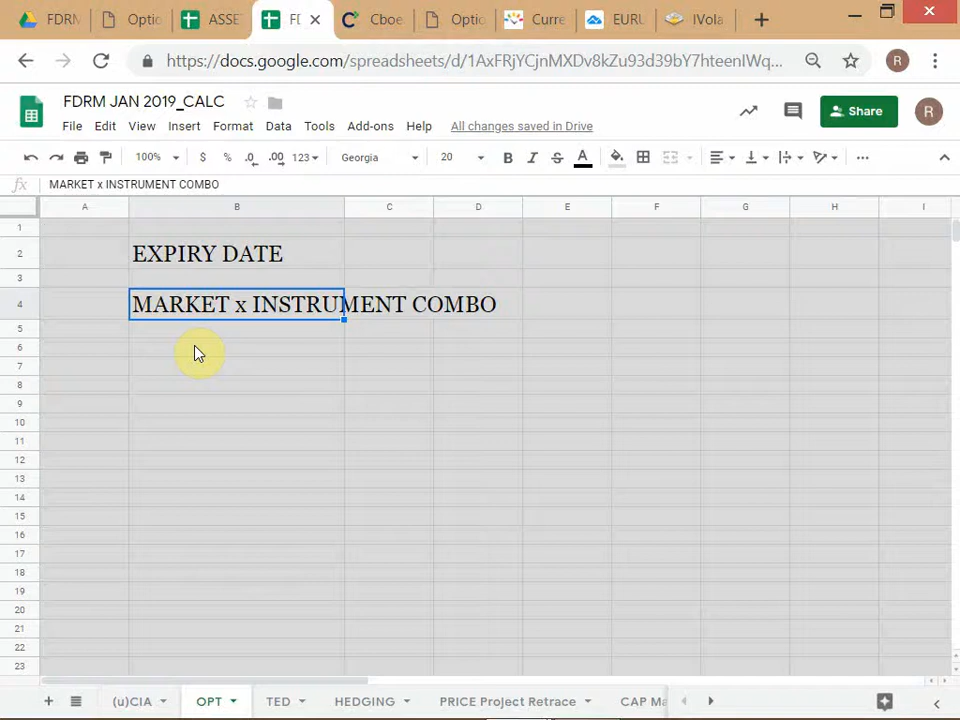 FDRM Optio ASSE FD Cboe Optio Curre EURU IVola
https://docs.google.com/spreadsheets/d/1AxFRjYCjnMXDv8kZu93d39bY7hteenIWq...
R
FDRM JAN 2019_CALC
File Edit View Insert Format Data Tools Add-ons Help All changes saved in Drive
Share
R
100% $ % .0 .00 123 Georgia 20 B I S A
fx MARKET x INSTRUMENT COMBO
A B C D E F G H I
1
2 EXPIRY DATE
3
4 MARKET x INSTRUMENT COMBO
5
6
7
8
9
10
11
12
13
14
15
16
17
18
19
20
21
22
23
(u)CIA OPT TED HEDGING PRICE Project Retrace CAP Ma